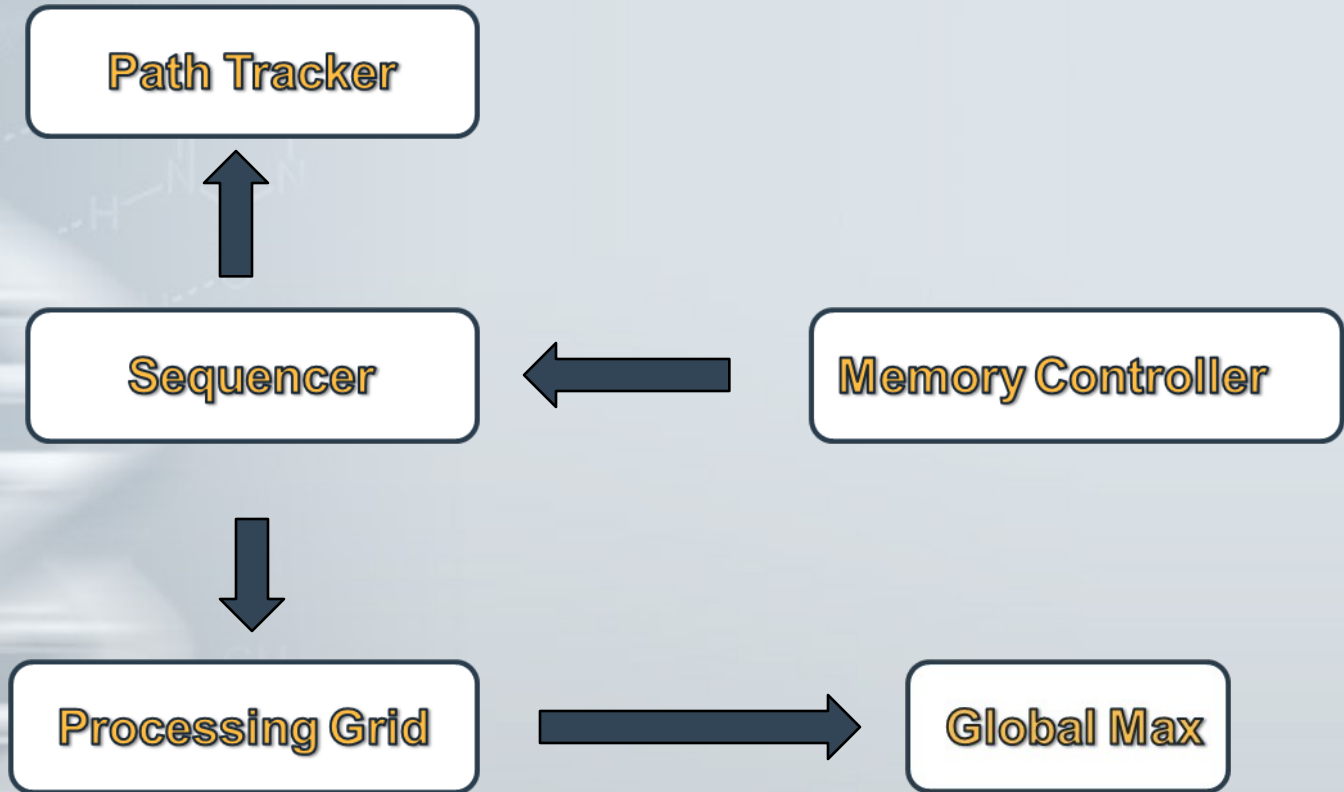 Path Tracker
H
N
N
Sequencer
Memory Controller
Processing Grid
Global Max